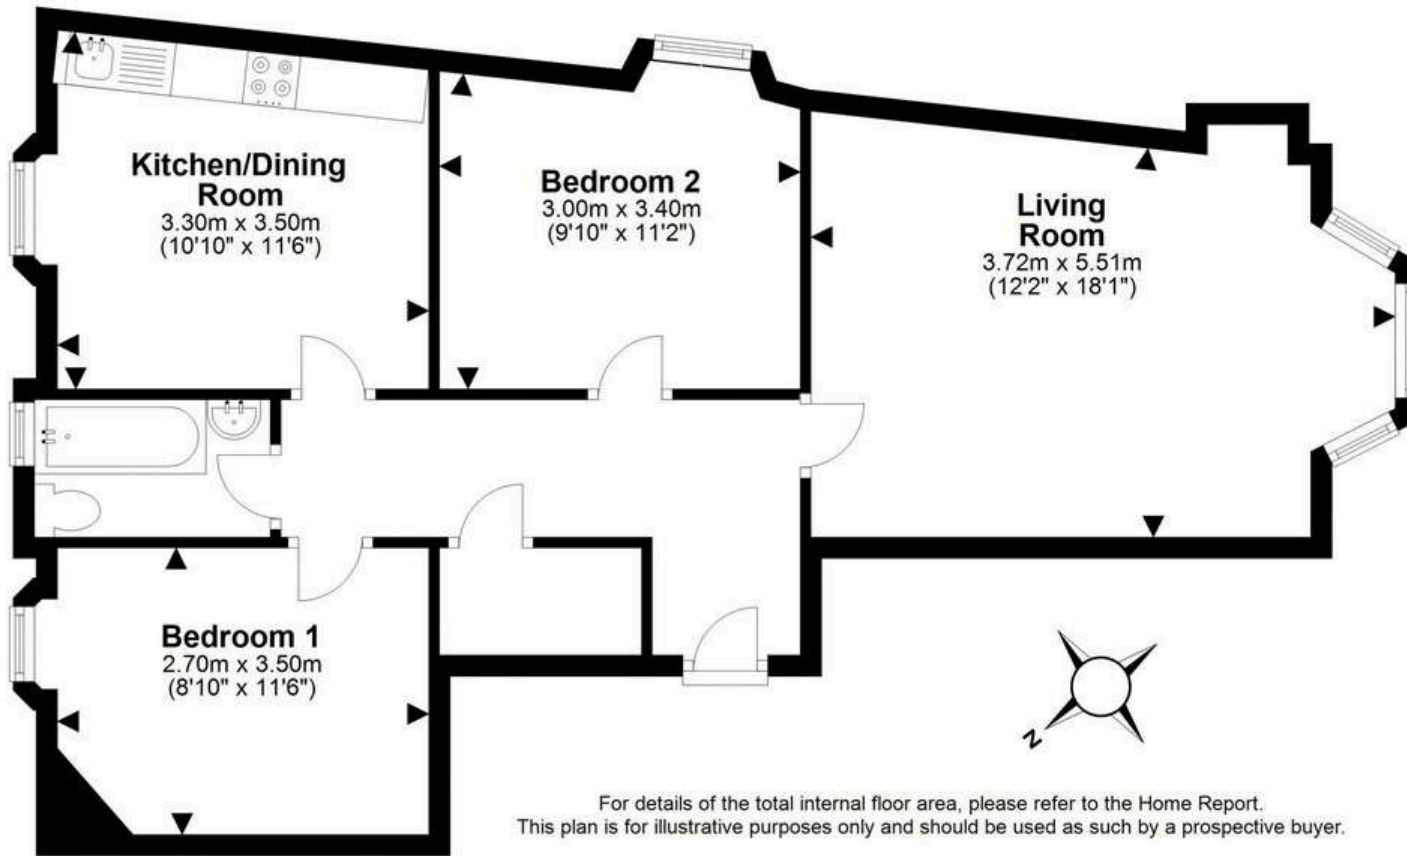 Kitchen/Dining
Room
3.30m x 3.50m
(10'10" x 11'6")
Bedroom 2
3.00m x 3.40m
(9'10" x 11'2")
Living
Room
3.72m x 5.51m
(12'2" x 18'1")
Bedroom 1
2.70m x 3.50m
(8'10" x 11'6")
N
For details of the total internal floor area, please refer to the Home Report.
This plan is for illustrative purposes only and should be used as such by a prospective buyer.